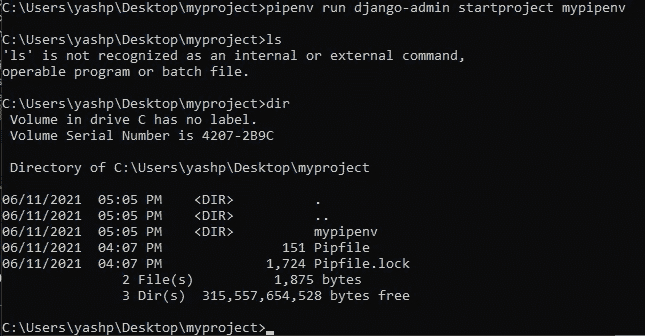 C:\Users\yashp\Desktop\myproject>pipenv run django-admin startproject mypipenv
C:\Users\yashp\Desktop\myproject>ls
'ls' is not recognized as an internal or external command,
operable program or batch file.
C:\Users\yashp\Desktop\myproject>dir
 Volume in drive C has no label.
 Volume Serial Number is 4207-2B9C
 Directory of C:\Users\yashp\Desktop\myproject
06/11/2021  05:05 PM    <DIR>          .
06/11/2021  05:05 PM    <DIR>          ..
06/11/2021  05:05 PM    <DIR>          mypipenv
06/11/2021  04:07 PM               151 Pipfile
06/11/2021  04:07 PM             1,724 Pipfile.lock
               2 File(s)          1,875 bytes
               3 Dir(s)  315,557,654,528 bytes free
C:\Users\yashp\Desktop\myproject>